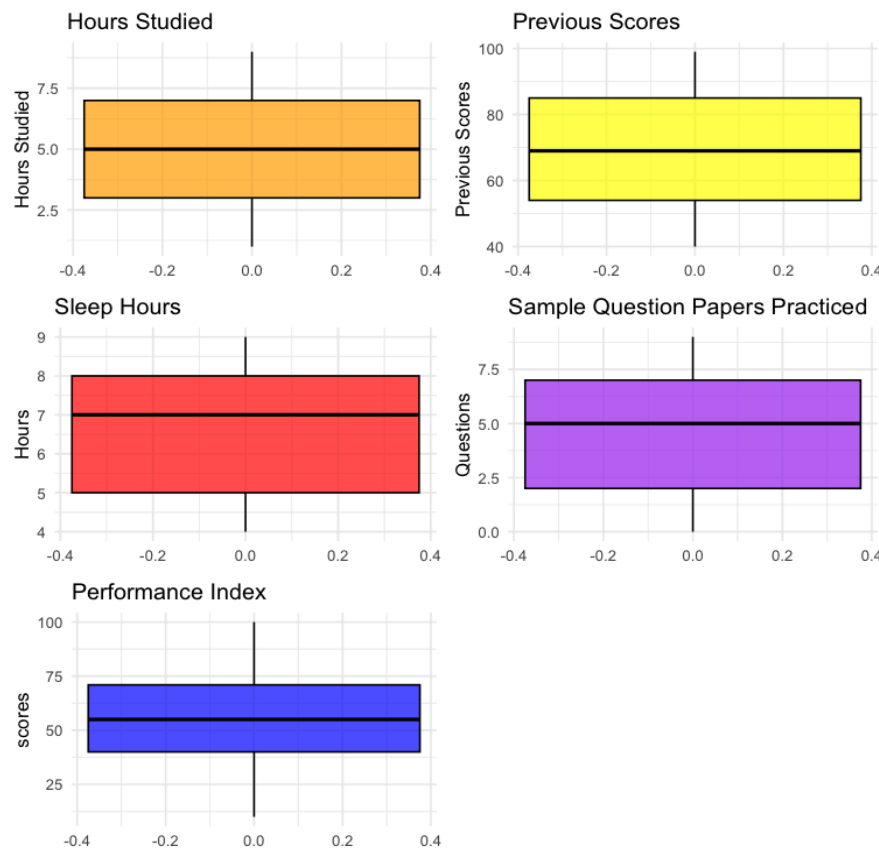 Hours Studied
Hours Studied
7.5
5.0
2.5
-0.4 -0.2 0.0 0.2 0.4
Previous Scores
Previous Scores
100
80
60
40
-0.4 -0.2 0.0 0.2 0.4
Sleep Hours
Hours
9
8
7
6
5
4
-0.4 -0.2 0.0 0.2 0.4
Sample Question Papers Practiced
Questions
7.5
5.0
2.5
0.0
-0.4 -0.2 0.0 0.2 0.4
Performance Index
scores
100
75
50
25
-0.4 -0.2 0.0 0.2 0.4